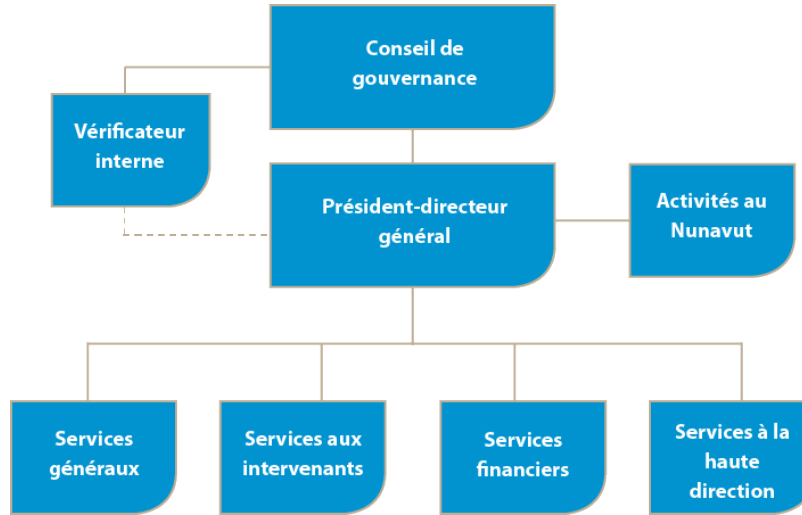 Conseil de
gouvernance
Vérificateur
interne
Président-directeur
général
Activités au
Nunavut
Services
généraux
Services aux
intervenants
Services
financiers
Services à la
haute
direction